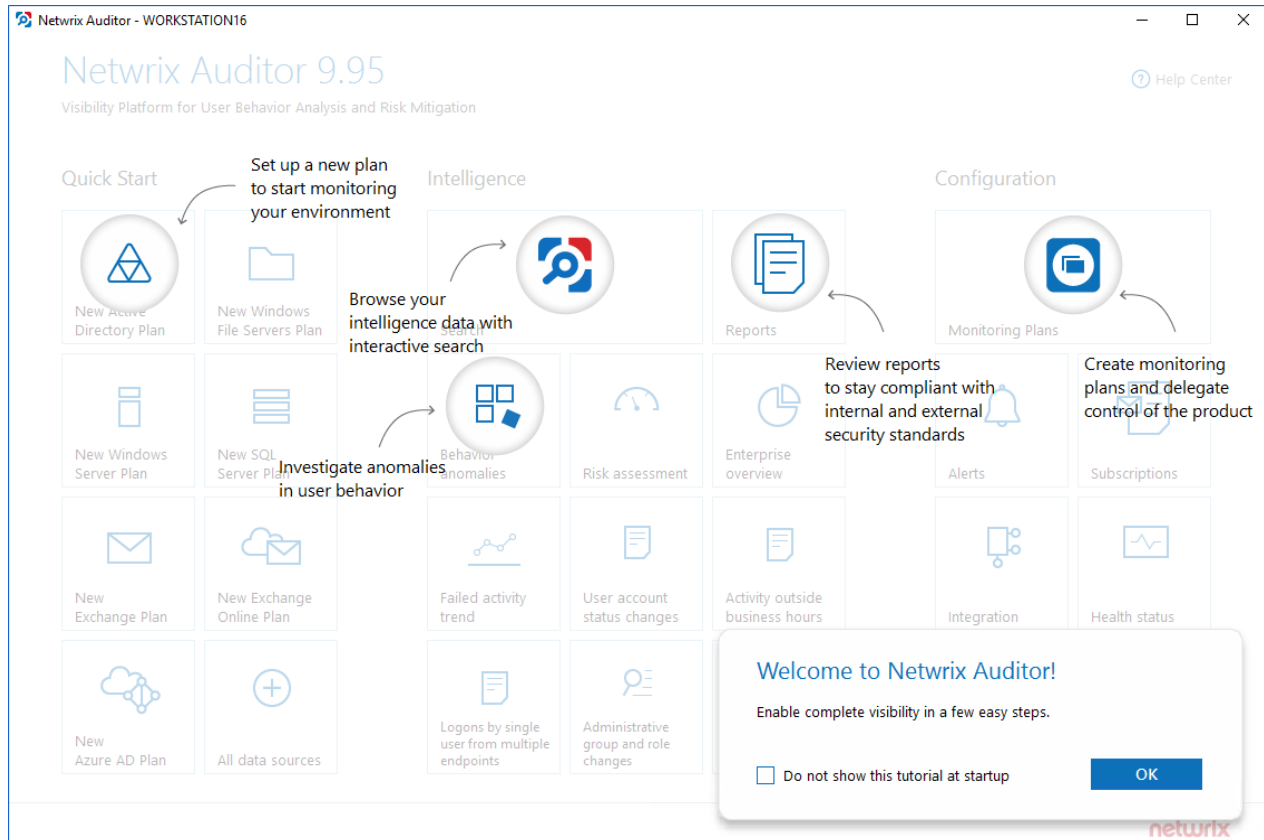 Netwrix Auditor - WORKSTATION16
Netwrix Auditor 9.95
Help Center
Visibility Platform for User Behavior Analysis and Risk Mitigation
Quick Start
Set up a new plan
to start monitoring
your environment
New Active
Directory Plan
New Windows
File Servers Plan
New Windows
Server Plan
New SQL
Server Plan
New
Exchange Plan
New Exchange
Online Plan
New
Azure AD Plan
All data sources
Intelligence
Browse your
intelligence data with
interactive search
Search
Reports
Review reports
to stay compliant with
internal and external
security standards
Investigate anomalies
in user behavior
Behavior
anomalies
Risk assessment
Enterprise
overview
Failed activity
trend
User account
status changes
Activity outside
business hours
Logons by single
user from multiple
endpoints
Administrative
group and role
changes
Configuration
Monitoring Plans
Create monitoring
plans and delegate
control of the product
Alerts
Subscriptions
Integration
Health status
Welcome to Netwrix Auditor!
Enable complete visibility in a few easy steps.
Do not show this tutorial at startup
OK
netwrix